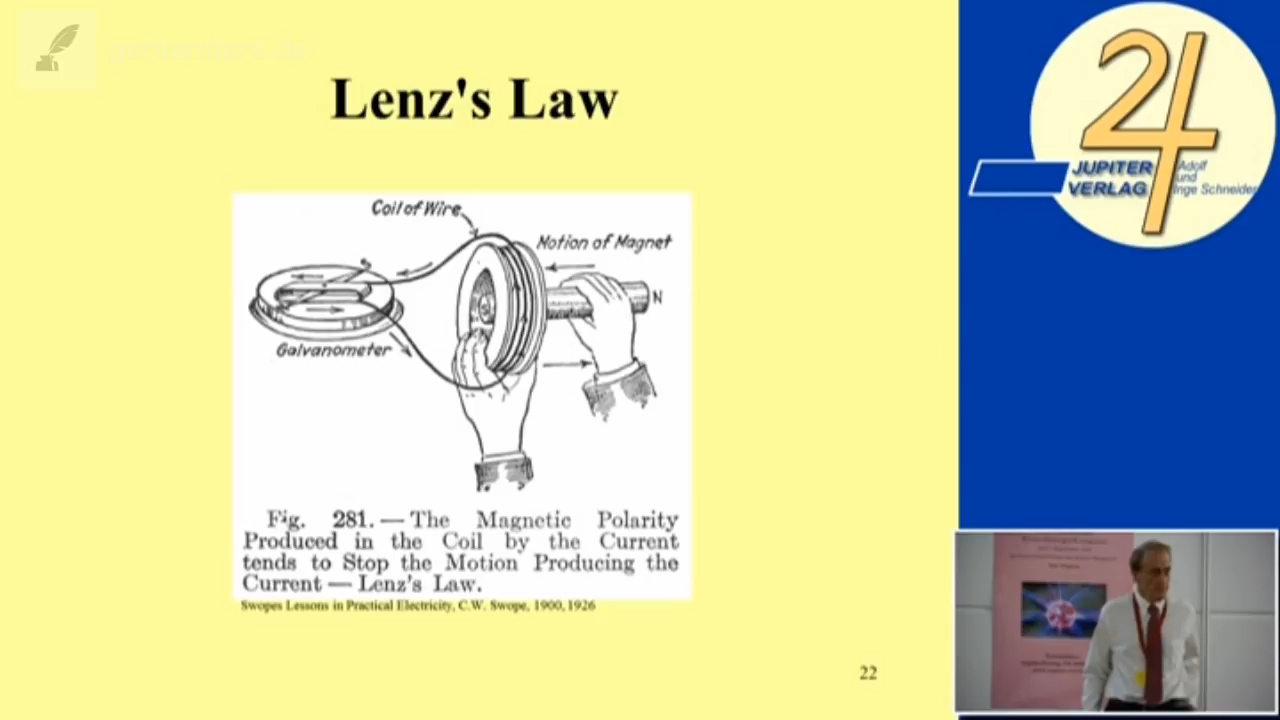 Lenz's Law
Coil of Wire
Motion of Magnet
S
N
Galvanometer
Fig. 281. — The Magnetic Polarity
Produced in the Coil by the Current
tends to Stop the Motion Producing the
Current — Lenz's Law.
Swopes Lessons in Practical Electricity, C.W. Swope, 1900, 1926
22
JUPITER
VERLAG
Adolf
und
Inge Schneider